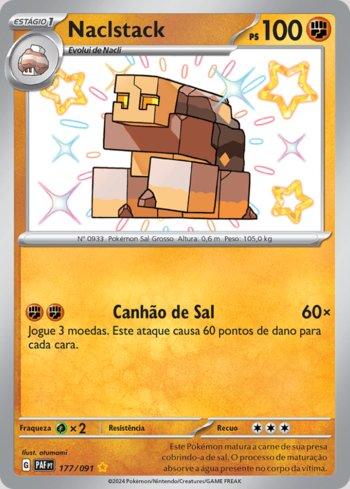 ESTÁGIO 1
Naclstack
PS 100
Evolui de Nacli
Nº 0933 Pokémon Sal Grosso Altura: 0,6 m Peso: 105,0 kg
Canhão de Sal 60×
Jogue 3 moedas. Este ataque causa 60 pontos de dano para
cada cara.
Fraqueza ×2 Resistência Recuo
Ilust. otumami
G PAF PT 177/091
Este Pokémon matura a carne de sua presa
cobrindo-a de sal. O processo de maturação
absorve a água presente no corpo da vítima.
©2024 Pokémon/Nintendo/Creatures/GAME FREAK